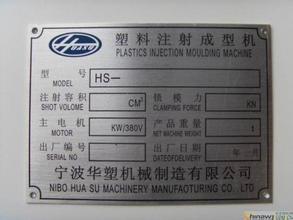 HUASU
塑料注射成型机
PLASTICS INJECTION MOULDING MACHINE
型号 HS—
MODEL
注射容积 CM³ 锁模力 KN
SHOT VOLUME CLAMPING FORCE
主电机 KW/380V 产品重量 t
MOTOR NET MACHINE WEIGHT
出厂编号 出厂日期 年 月
SERIAL NO DATEOFDELIVERY
宁波华塑机械制造有限公司
NIBO HUA SU MACHINERY MANUFAOTURING CO.,LTD